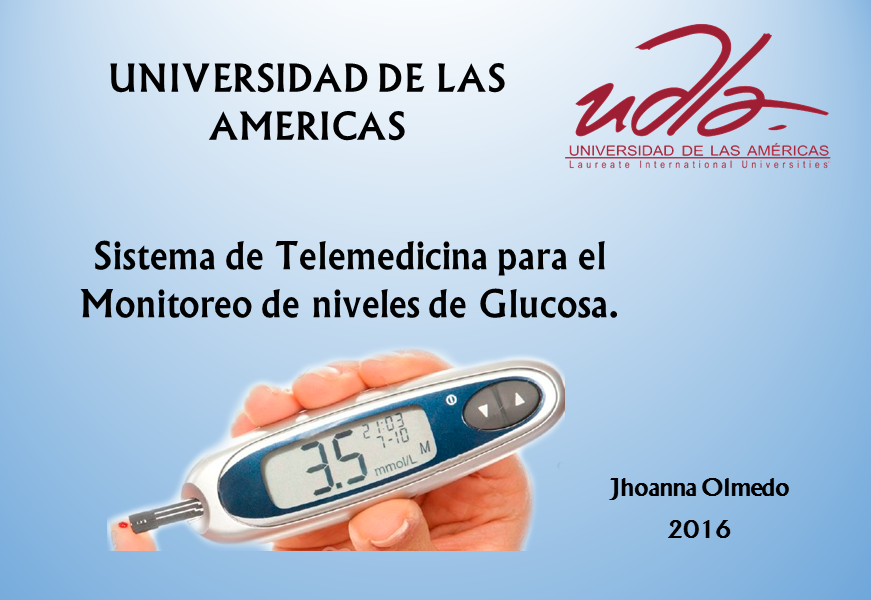 UNIVERSIDAD DE LAS
AMERICAS
udla.
UNIVERSIDAD DE LAS AMÉRICAS
Laureate International Universities
Sistema de Telemedicina para el
Monitoreo de niveles de Glucosa.
21:03
7-10
3.5
mmol/L M
Jhoanna Olmedo
2016